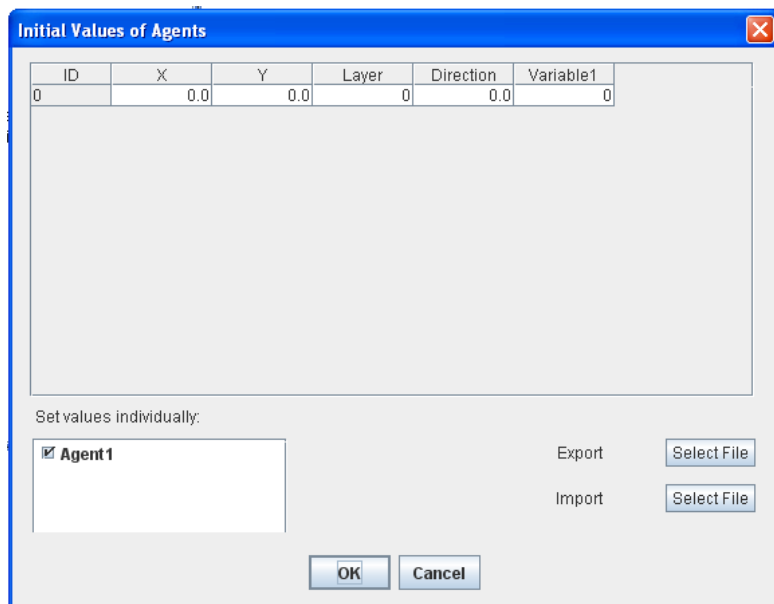 Initial Values of Agents
ID X Y Layer Direction Variable1
0 0.0 0.0 0 0.0 0
Set values individually:
Agent1
Export Select File
Import Select File
OK Cancel